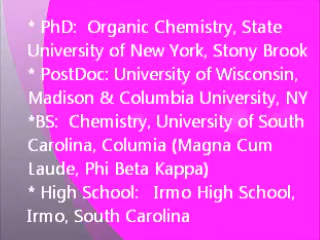 * PhD: Organic Chemistry, State
University of New York, Stony Brook
* PostDoc: University of Wisconsin,
Madison & Columbia University, NY
*BS: Chemistry, University of South
Carolina, Columia (Magna Cum
Laude, Phi Beta Kappa)
* High School: Irmo High School,
Irmo, South Carolina